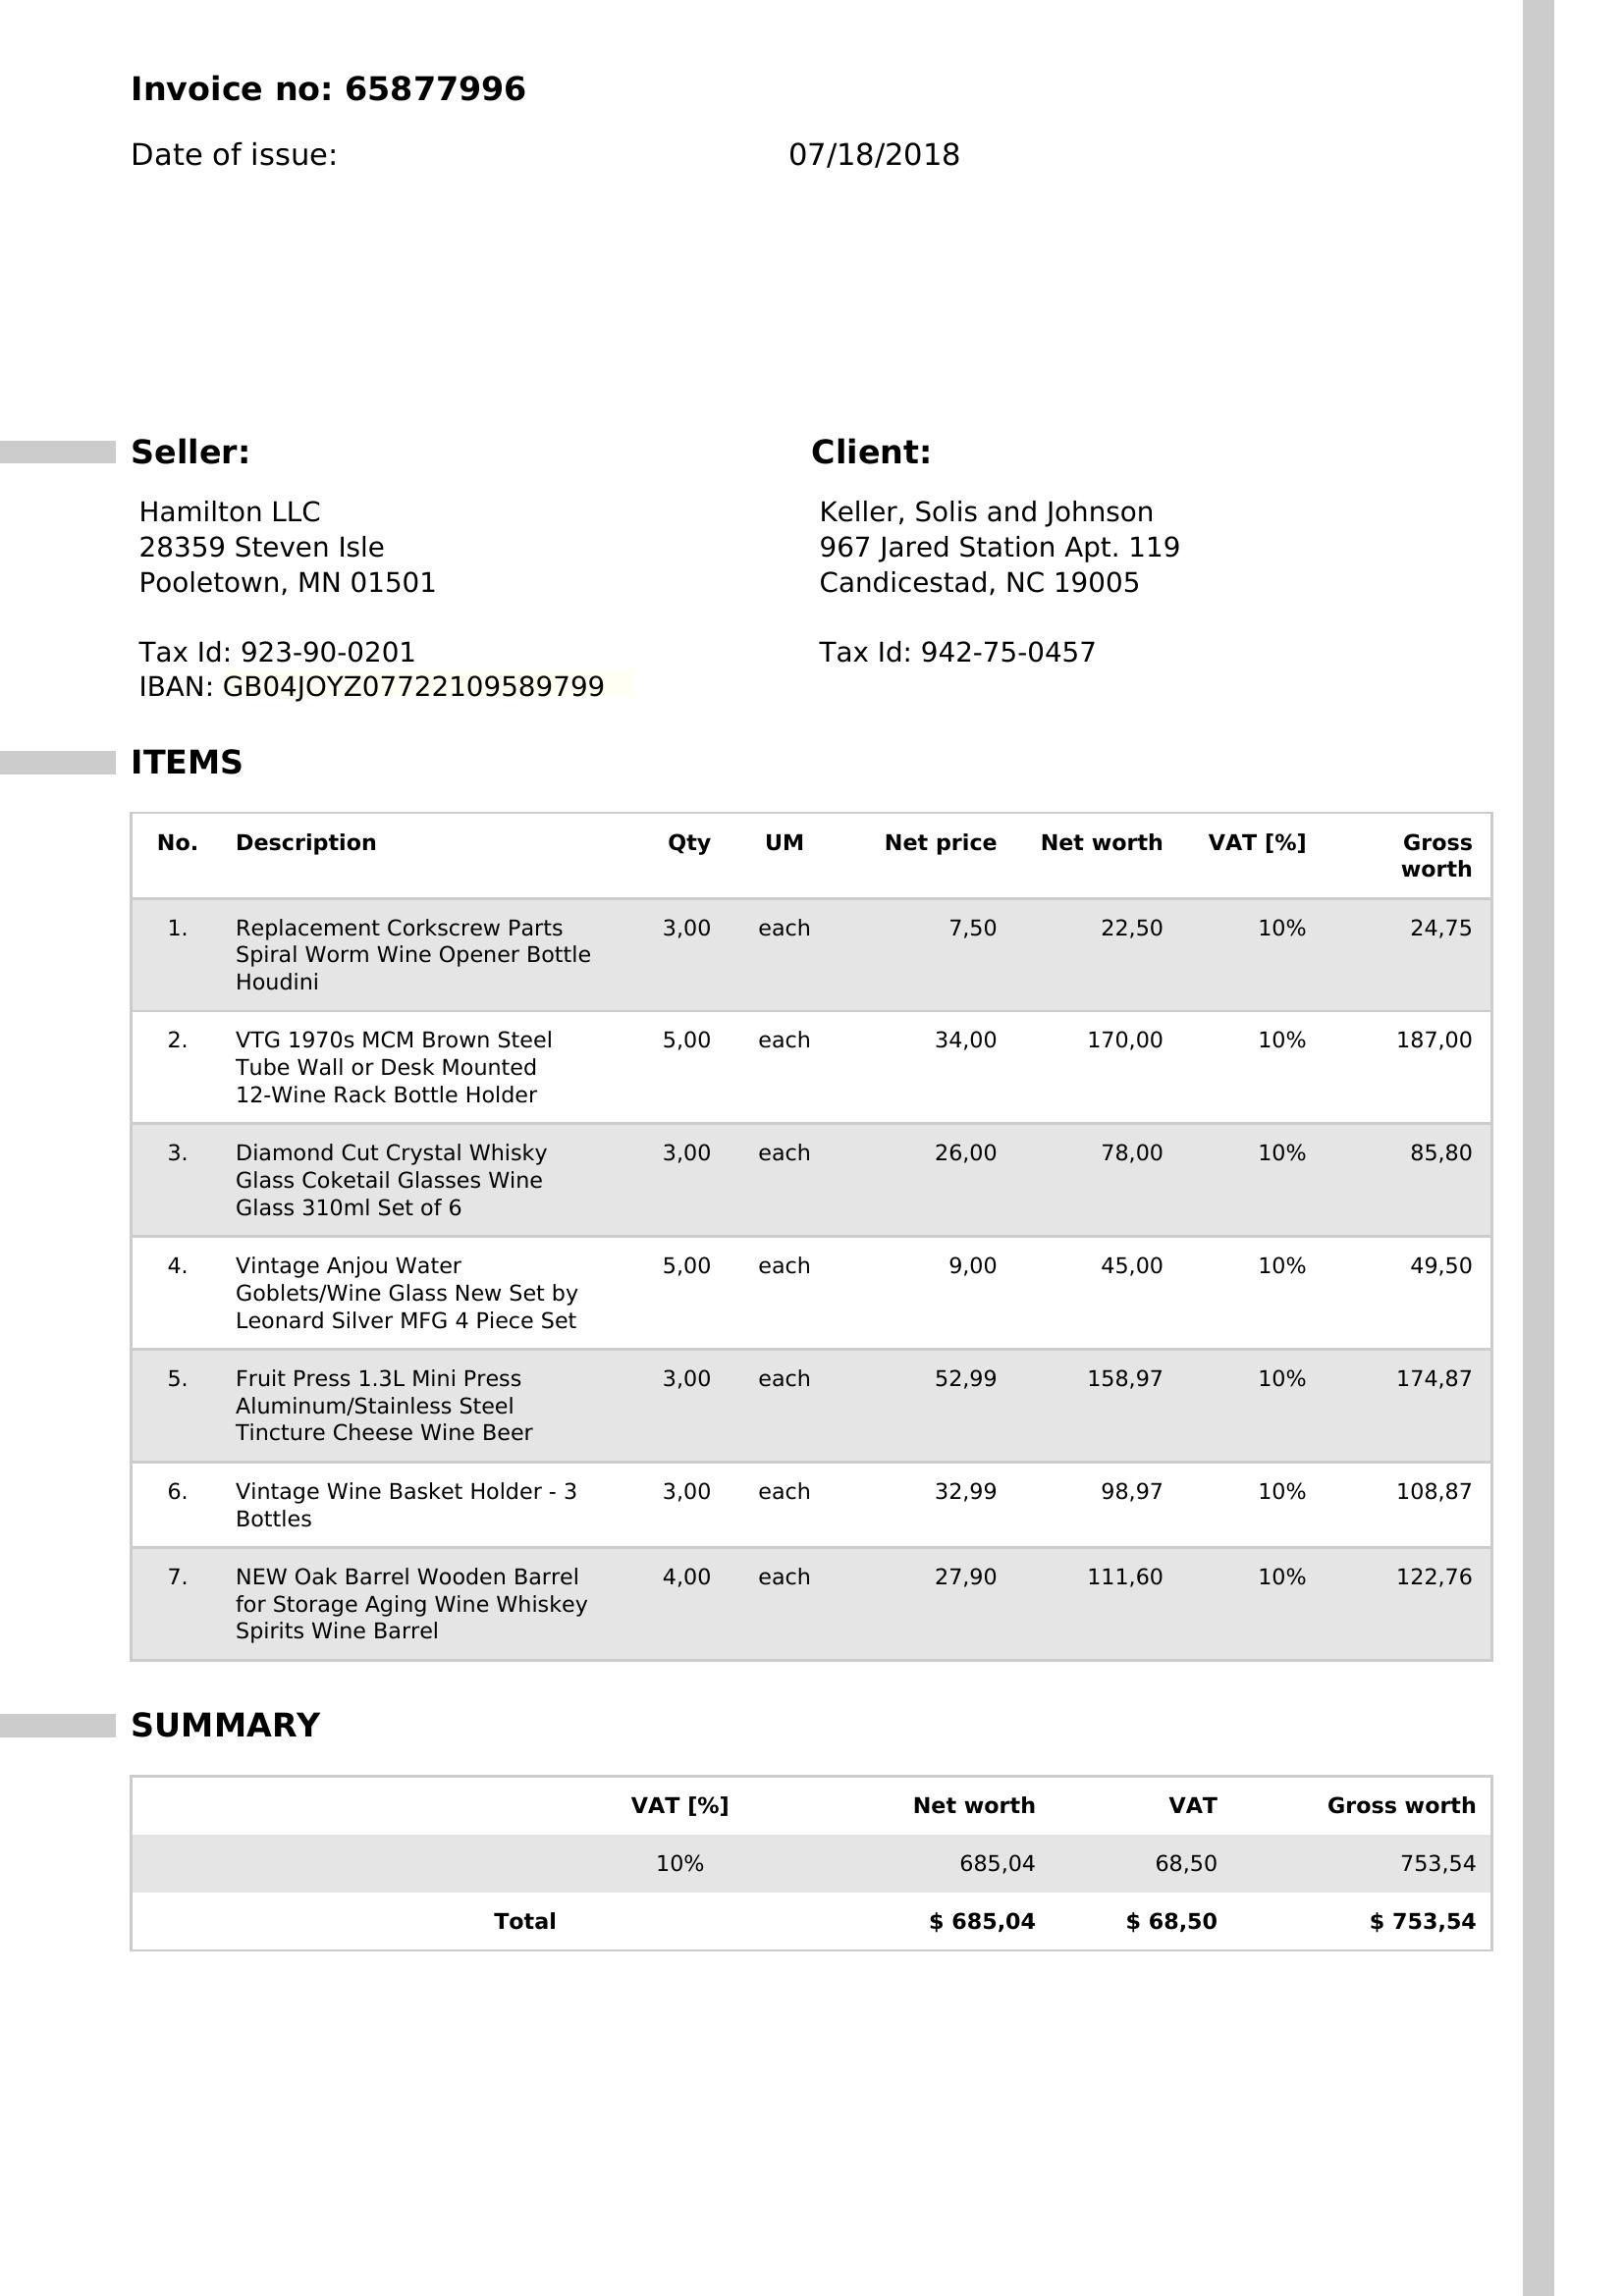 Invoice no: 65877996
Date of issue: 07/18/2018
Seller:
Hamilton LLC
28359 Steven Isle
Pooletown, MN 01501
Tax Id: 923-90-0201
IBAN: GB04JOYZ07722109589799
Client:
Keller, Solis and Johnson
967 Jared Station Apt. 119
Candicestad, NC 19005
Tax Id: 942-75-0457
ITEMS
No. Description Qty UM Net price Net worth VAT [%] Gross
worth
1. Replacement Corkscrew Parts 3,00 each 7,50 22,50 10% 24,75
Spiral Worm Wine Opener Bottle
Houdini
2. VTG 1970s MCM Brown Steel 5,00 each 34,00 170,00 10% 187,00
Tube Wall or Desk Mounted
12-Wine Rack Bottle Holder
3. Diamond Cut Crystal Whisky 3,00 each 26,00 78,00 10% 85,80
Glass Coketail Glasses Wine
Glass 310ml Set of 6
4. Vintage Anjou Water 5,00 each 9,00 45,00 10% 49,50
Goblets/Wine Glass New Set by
Leonard Silver MFG 4 Piece Set
5. Fruit Press 1.3L Mini Press 3,00 each 52,99 158,97 10% 174,87
Aluminum/Stainless Steel
Tincture Cheese Wine Beer
6. Vintage Wine Basket Holder - 3 3,00 each 32,99 98,97 10% 108,87
Bottles
7. NEW Oak Barrel Wooden Barrel 4,00 each 27,90 111,60 10% 122,76
for Storage Aging Wine Whiskey
Spirits Wine Barrel
SUMMARY
VAT [%] Net worth VAT Gross worth
10% 685,04 68,50 753,54
Total $ 685,04 $ 68,50 $ 753,54